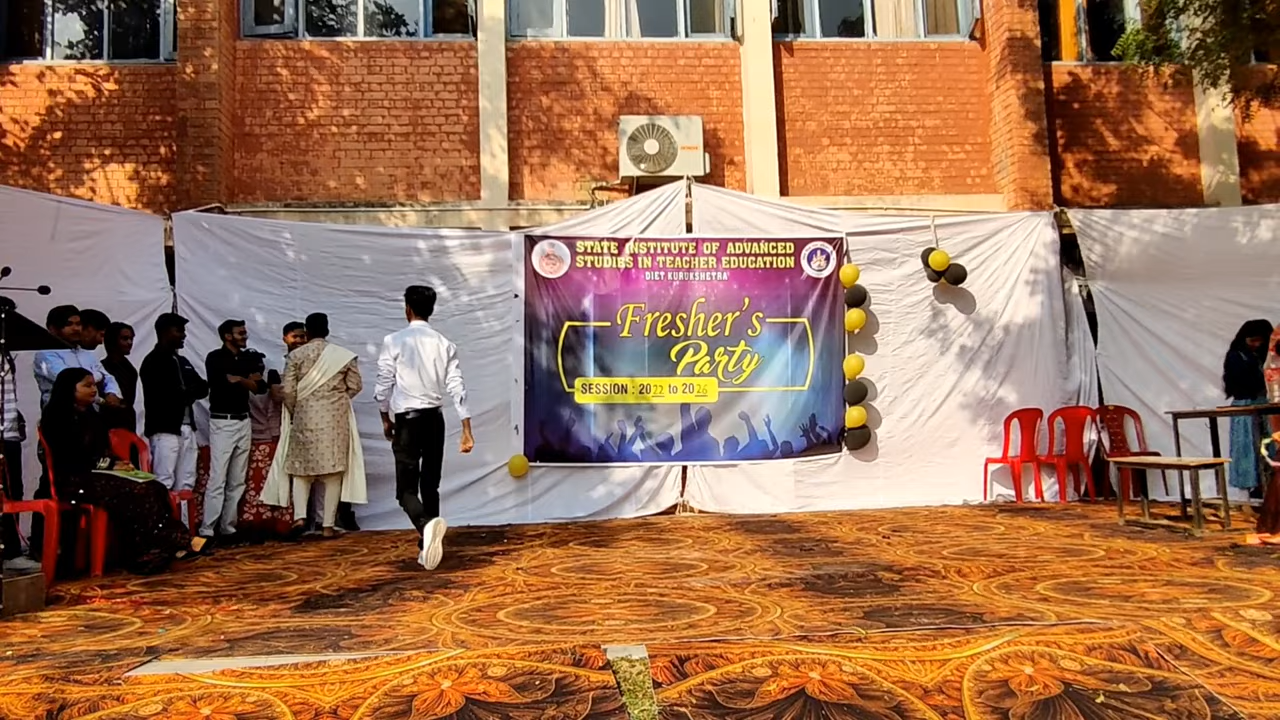 STATE INSTITUTE OF ADVANCED
STUDIES IN TEACHER EDUCATION
DIET KURUKSHETRA
Fresher's
Party
SESSION : 2022 to 2026